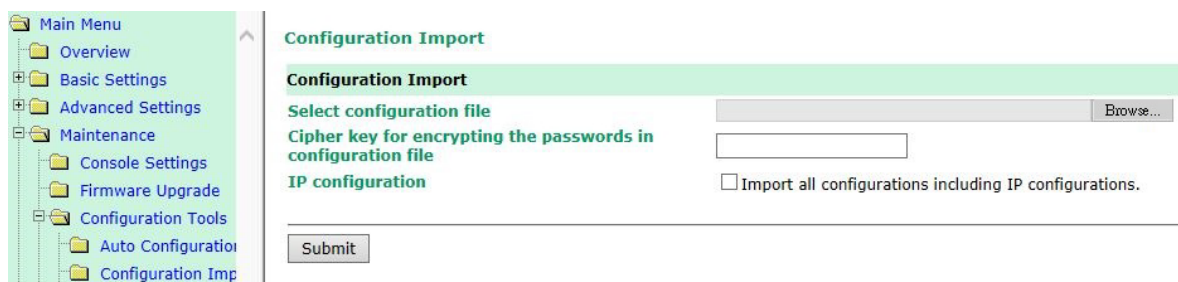 Main Menu
Overview
Basic Settings
Advanced Settings
Maintenance
Console Settings
Firmware Upgrade
Configuration Tools
Auto Configuration
Configuration Imp
Configuration Import
Configuration Import
Select configuration file
Browse...
Cipher key for encrypting the passwords in
configuration file
IP configuration
Import all configurations including IP configurations.
Submit